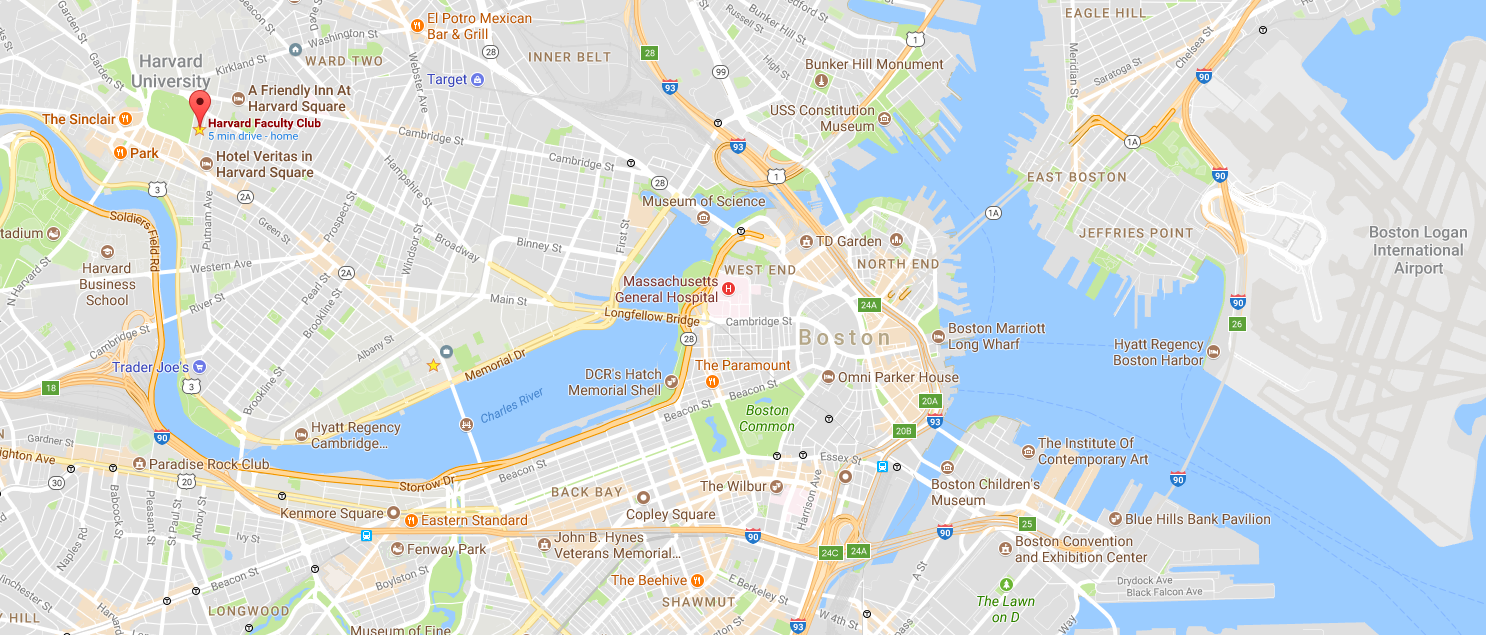 El Potro Mexican
Bar & Grill
Washington St
28
INNER BELT
28
1
EAGLE HILL
Harvard
University
Kirkland St
WARD TWO
Webster Ave
Target
93
99
Russell St
Bunker Hill St
High St
Bunker Hill Monument
Meridian St
Saratoga St
Chelsea St
90
Garden St
A Friendly Inn At
Harvard Square
USS Constitution
Museum
The Sinclair
Harvard Faculty Club
5 min drive - home
Cambridge St
93
1A
Park
Hotel Veritas in
Harvard Square
Cambridge St
Hampshire St
28
1
EAST BOSTON
90
3
2A
Museum of Science
1A
Soldiers Field Rd
Putnam Ave
Prospect St
Green St
Broadway
Binney St
First St
TD Garden
JEFFRIES POINT
Boston Logan
International
Airport
tadium
N Harvard St
Harvard
Business
School
Western Ave
Windsor St
2A
WEST END
NORTH END
Massachusetts
General Hospital
Pearl St
River St
Main St
Brookline St
24A
90
26
Longfellow Bridge
Cambridge St
Boston
Boston Marriott
Long Wharf
Cambridge St
Albany St
28
Hyatt Regency
Boston Harbor
Trader Joe's
Memorial Dr
The Paramount
DCR's Hatch
Memorial Shell
Omni Parker House
18
3
Brookline St
Charles River
Beacon St
Beacon St
Boston
Common
20A
93
20B
Hyatt Regency
Cambridge...
Gardner St
90
ighton Ave
Paradise Rock Club
The Institute Of
Contemporary Art
Essex St
30
20
Storrow Dr
Beacon St
The Wilbur
Harrison Ave
Boston Children's
Museum
90
BACK BAY
Babcock St
Pleasant St
St Paul St
Amory St
Kenmore Square
Eastern Standard
Copley Square
Naples Rd
Ivy St
90
90
25
Blue Hills Bank Pavilion
Fenway Park
John B. Hynes
Veterans Memorial...
24C
24A
Boston Convention
and Exhibition Center
Beacon St
Boylston St
The Beehive
E Berkeley St
A St
Drydock Ave
Black Falcon Ave
LONGWOOD
SHAWMUT
The Lawn
on D
W 4th St
Way
HILL
Museum of Fine
93